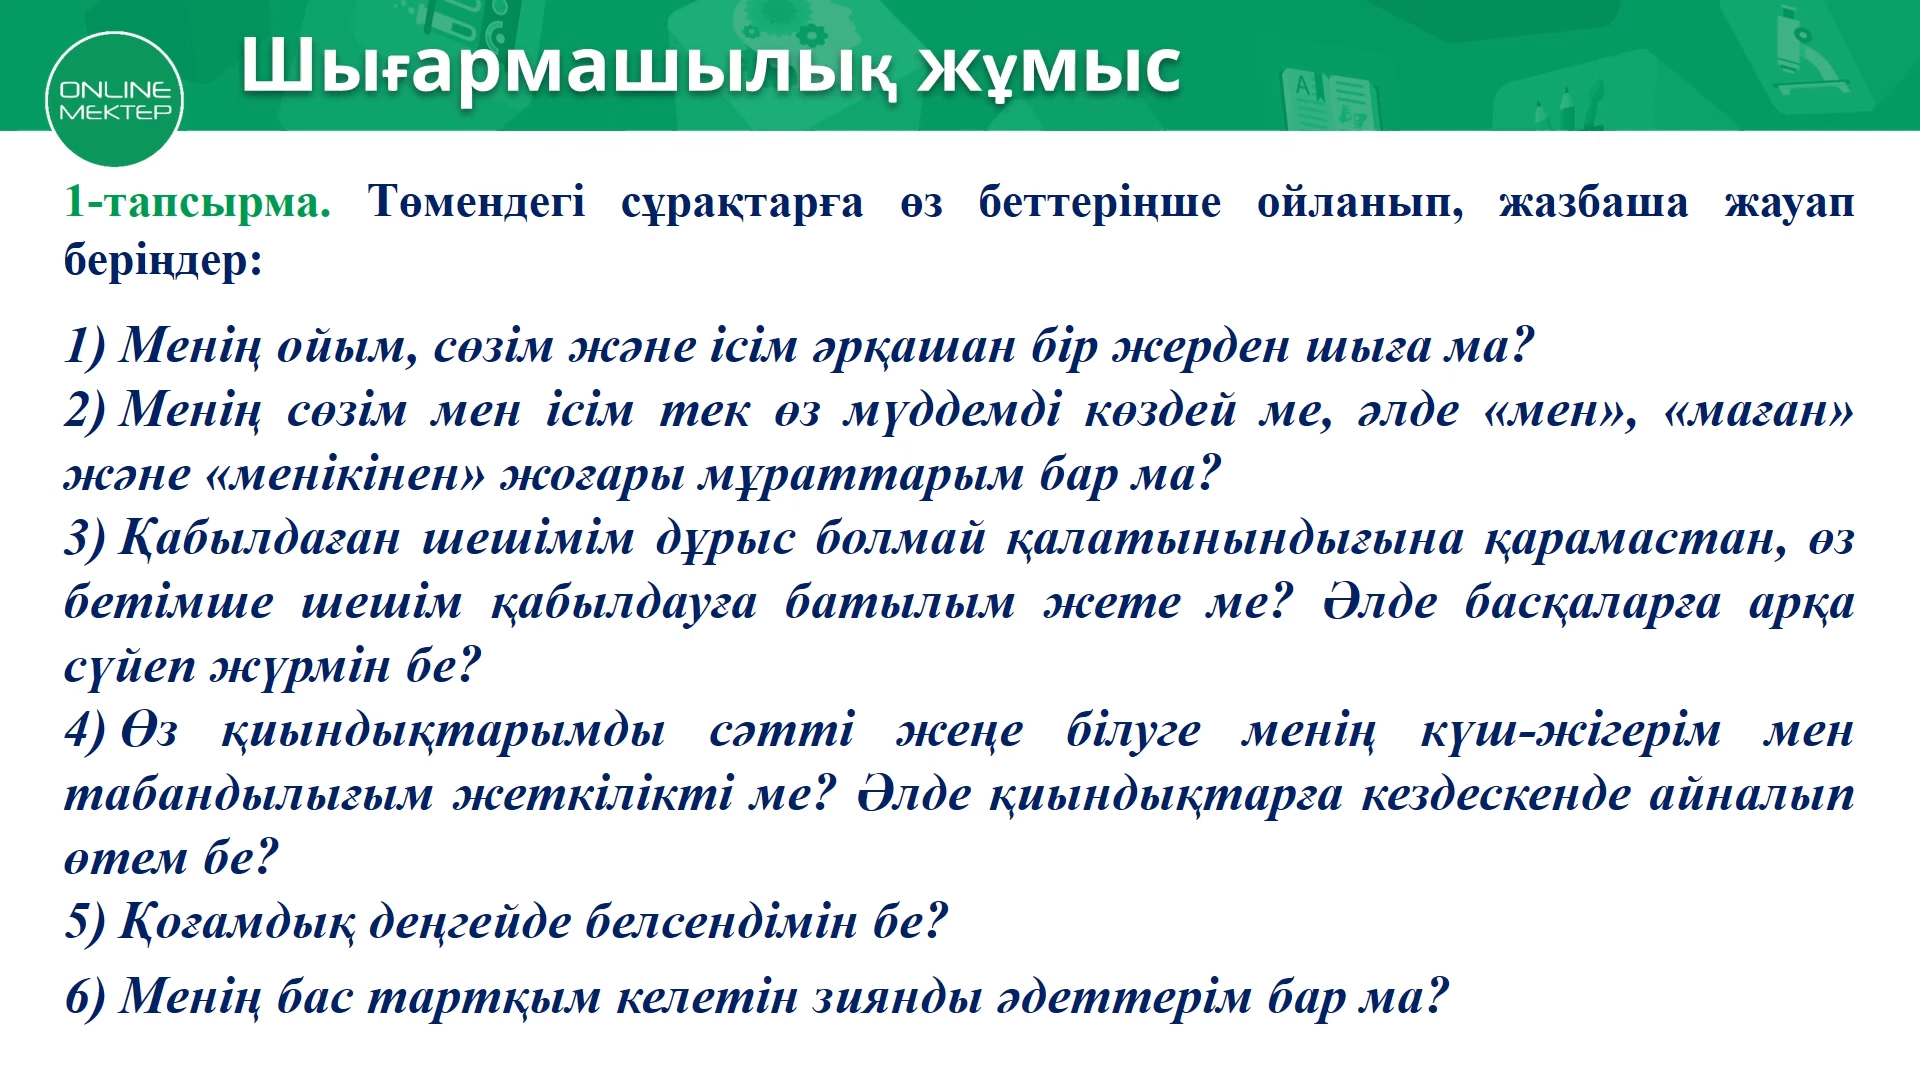 Шығармашылық жұмыс
ONLINE
МЕКТЕР
1-тапсырма. Төмендегі сұрақтарға өз беттеріңше ойланып, жазбаша жауап
беріңдер:
1) Менің ойым, сөзім және ісім әрқашан бір жерден шыға ма?
2) Менің сөзім мен ісім тек өз мүддемді көздей ме, әлде «мен», «маған»
және «менікінен» жоғары мұраттарым бар ма?
3) Қабылдаған шешімім дұрыс болмай қалатынындығына қарамастан, өз
бетімше шешім қабылдауға батылым жете ме? Әлде басқаларға арқа
сүйеп жүрмін бе?
4) Өз қиындықтарымды сәтті жеңе білуге менің күш-жігерім мен
табандылығым жеткілікті ме? Әлде қиындықтарға кездескенде айналып
өтем бе?
5) Қоғамдық деңгейде белсендімін бе?
6) Менің бас тартқым келетін зиянды әдеттерім бар ма?